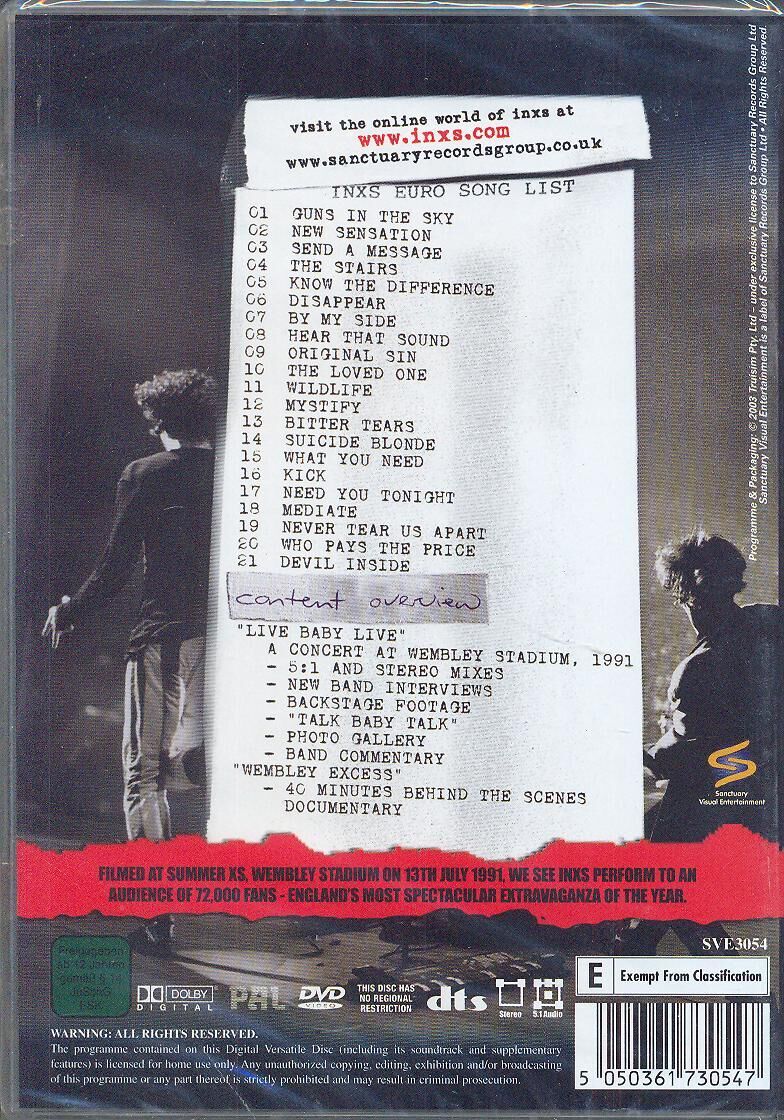 visit the online world of inxs at
www.inxs.com
www.sanctuaryrecordsgroup.co.uk
INXS EURO SONG LIST
01 GUNS IN THE SKY
02 NEW SENSATION
03 SEND A MESSAGE
04 THE STAIRS
05 KNOW THE DIFFERENCE
06 DISAPPEAR
07 BY MY SIDE
08 HEAR THAT SOUND
09 ORIGINAL SIN
10 THE LOVED ONE
11 WILDLIFE
12 MYSTIFY
13 BITTER TEARS
14 SUICIDE BLONDE
15 WHAT YOU NEED
16 KICK
17 NEED YOU TONIGHT
18 MEDIATE
19 NEVER TEAR US APART
20 WHO PAYS THE PRICE
21 DEVIL INSIDE
content overview
"LIVE BABY LIVE"
A CONCERT AT WEMBLEY STADIUM, 1991
- 5:1 AND STEREO MIXES
- NEW BAND INTERVIEWS
- BACKSTAGE FOOTAGE
- "TALK BABY TALK"
- PHOTO GALLERY
- BAND COMMENTARY
"WEMBLEY EXCESS"
- 40 MINUTES BEHIND THE SCENES
DOCUMENTARY
Programme & Packaging: © 2003 Truism Pty, Ltd – under exclusive license to Sanctuary Records Group Ltd
Sanctuary Visual Entertainment is a label of Sanctuary Records Group Ltd • All Rights Reserved.
Sanctuary
Visual Entertainment
FILMED AT SUMMER XS, WEMBLEY STADIUM ON 13TH JULY 1991, WE SEE INXS PERFORM TO AN
AUDIENCE OF 72,000 FANS - ENGLAND'S MOST SPECTACULAR EXTRAVAGANZA OF THE YEAR.
SVE3054
E Exempt From Classification
Freigegeben
ab 12 Jahren
gemäß § 14
JuSchG
FSK
DOLBY
DIGITAL
PAL
DVD
VIDEO
THIS DISC HAS
NO REGIONAL
RESTRICTION
dts
Stereo
5.1 Audio
WARNING: ALL RIGHTS RESERVED.
The programme contained on this Digital Versatile Disc (including its soundtrack and supplementary
features) is licensed for home use only. Any unauthorized copying, editing, exhibition and/or broadcasting
of this programme or any part thereof is strictly prohibited and may result in criminal prosecution.
5 050361 730547